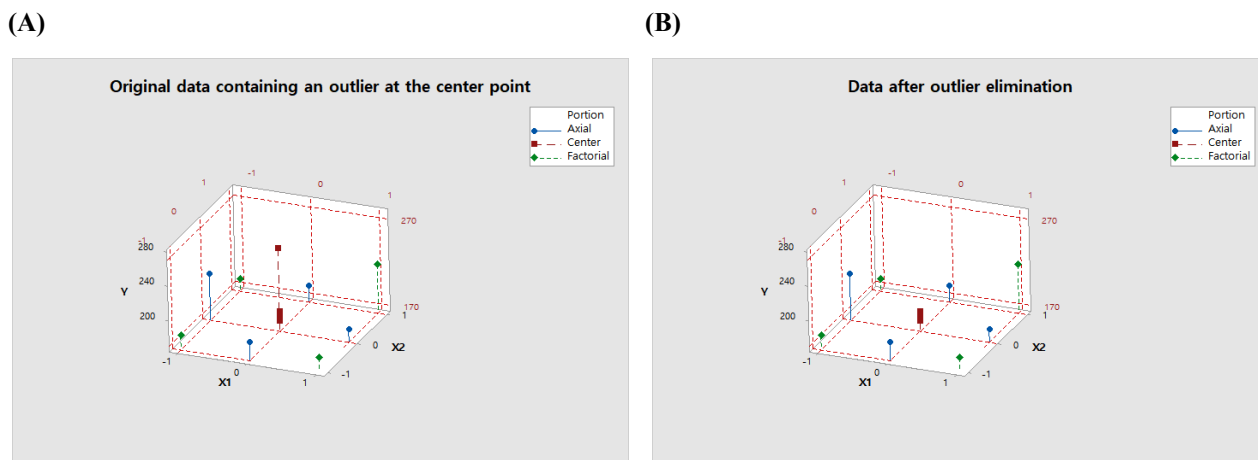 (A)
Original data containing an outlier at the center point
Portion
Axial
Center
Factorial
-1
0
1
1
0
-1
270
170
280
240
200
Y
-1
0
1
X1
-1
0
1
X2
(B)
Data after outlier elimination
Portion
Axial
Center
Factorial
-1
0
1
1
0
-1
270
170
280
240
200
Y
-1
0
1
X1
-1
0
1
X2